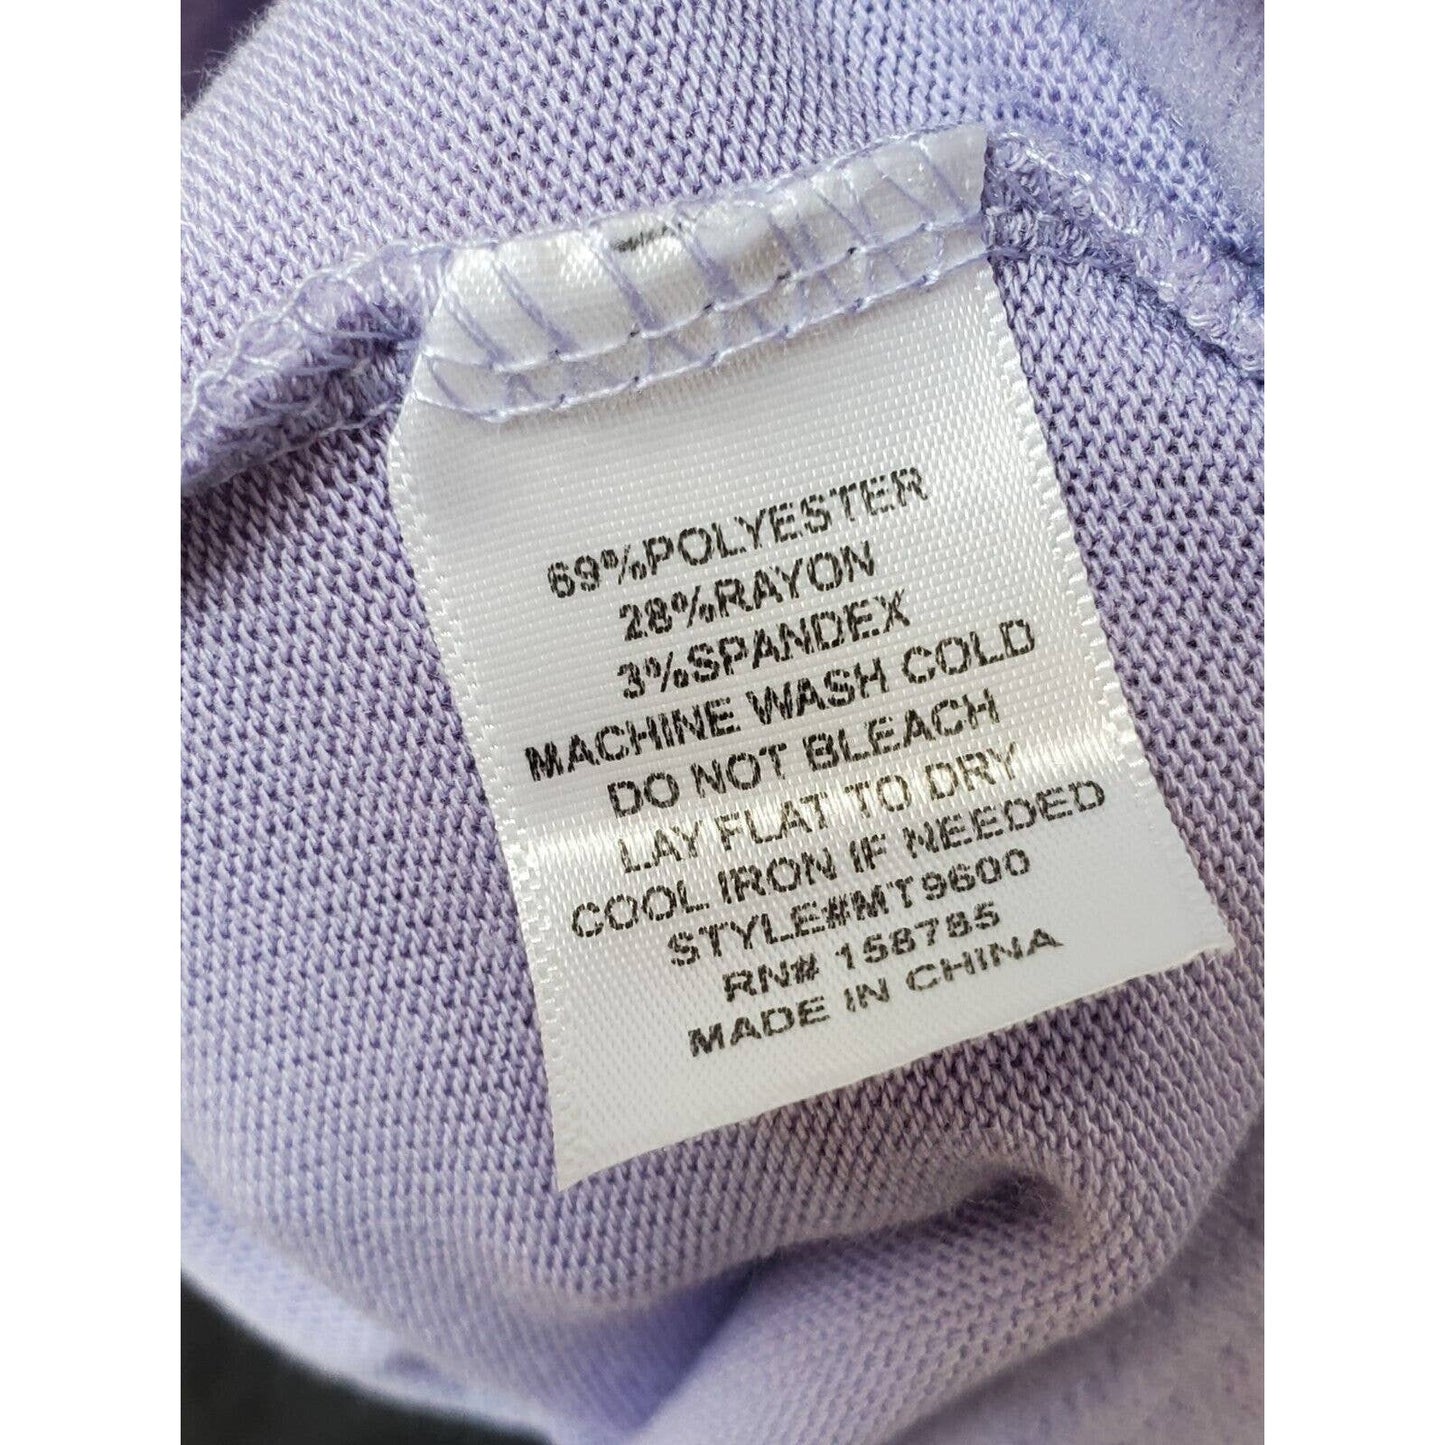 69%POLYESTER
28%RAYON
3%SPANDEX
MACHINE WASH COLD
DO NOT BLEACH
LAY FLAT TO DRY
COOL IRON IF NEEDED
STYLE#MT9600
RN# 158785
MADE IN CHINA